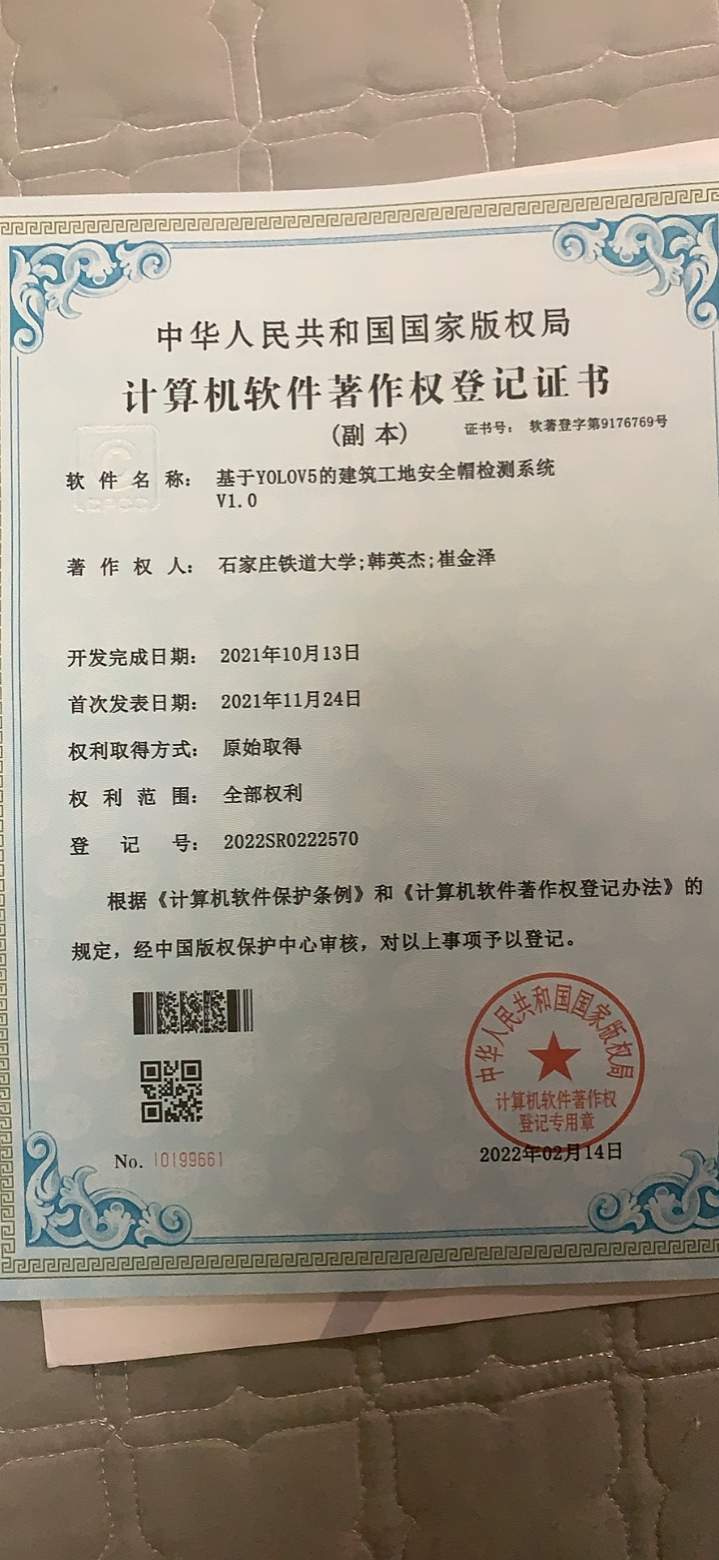 中华人民共和国国家版权局
计算机软件著作权登记证书
(副本)
证书号： 软著登字第9176769号
软件名称： 基于YOLOV5的建筑工地安全帽检测系统
V1.0
著作权人： 石家庄铁道大学;韩英杰;崔金泽
开发完成日期： 2021年10月13日
首次发表日期： 2021年11月24日
权利取得方式： 原始取得
权利范围： 全部权利
登记号： 2022SR0222570
根据《计算机软件保护条例》和《计算机软件著作权登记办法》的
规定，经中国版权保护中心审核，对以上事项予以登记。
中华人民共和国国家版权局
计算机软件著作权
登记专用章
No. 10199661
2022年02月14日